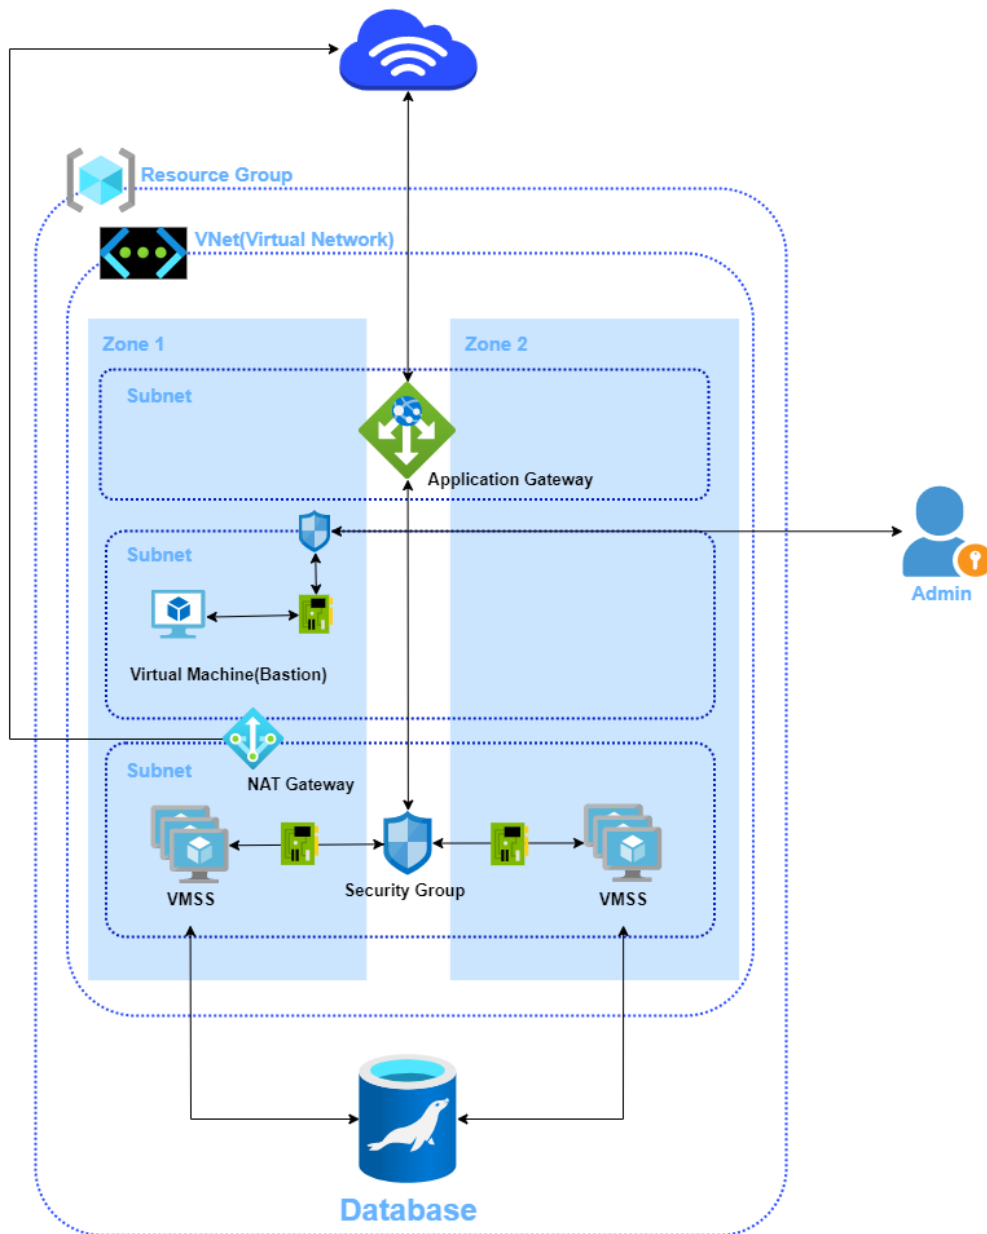 Resource Group
VNet(Virtual Network)
Zone 1
Zone 2
Subnet
Application Gateway
Subnet
Admin
Virtual Machine(Bastion)
Subnet
NAT Gateway
Security Group
VMSS
VMSS
Database